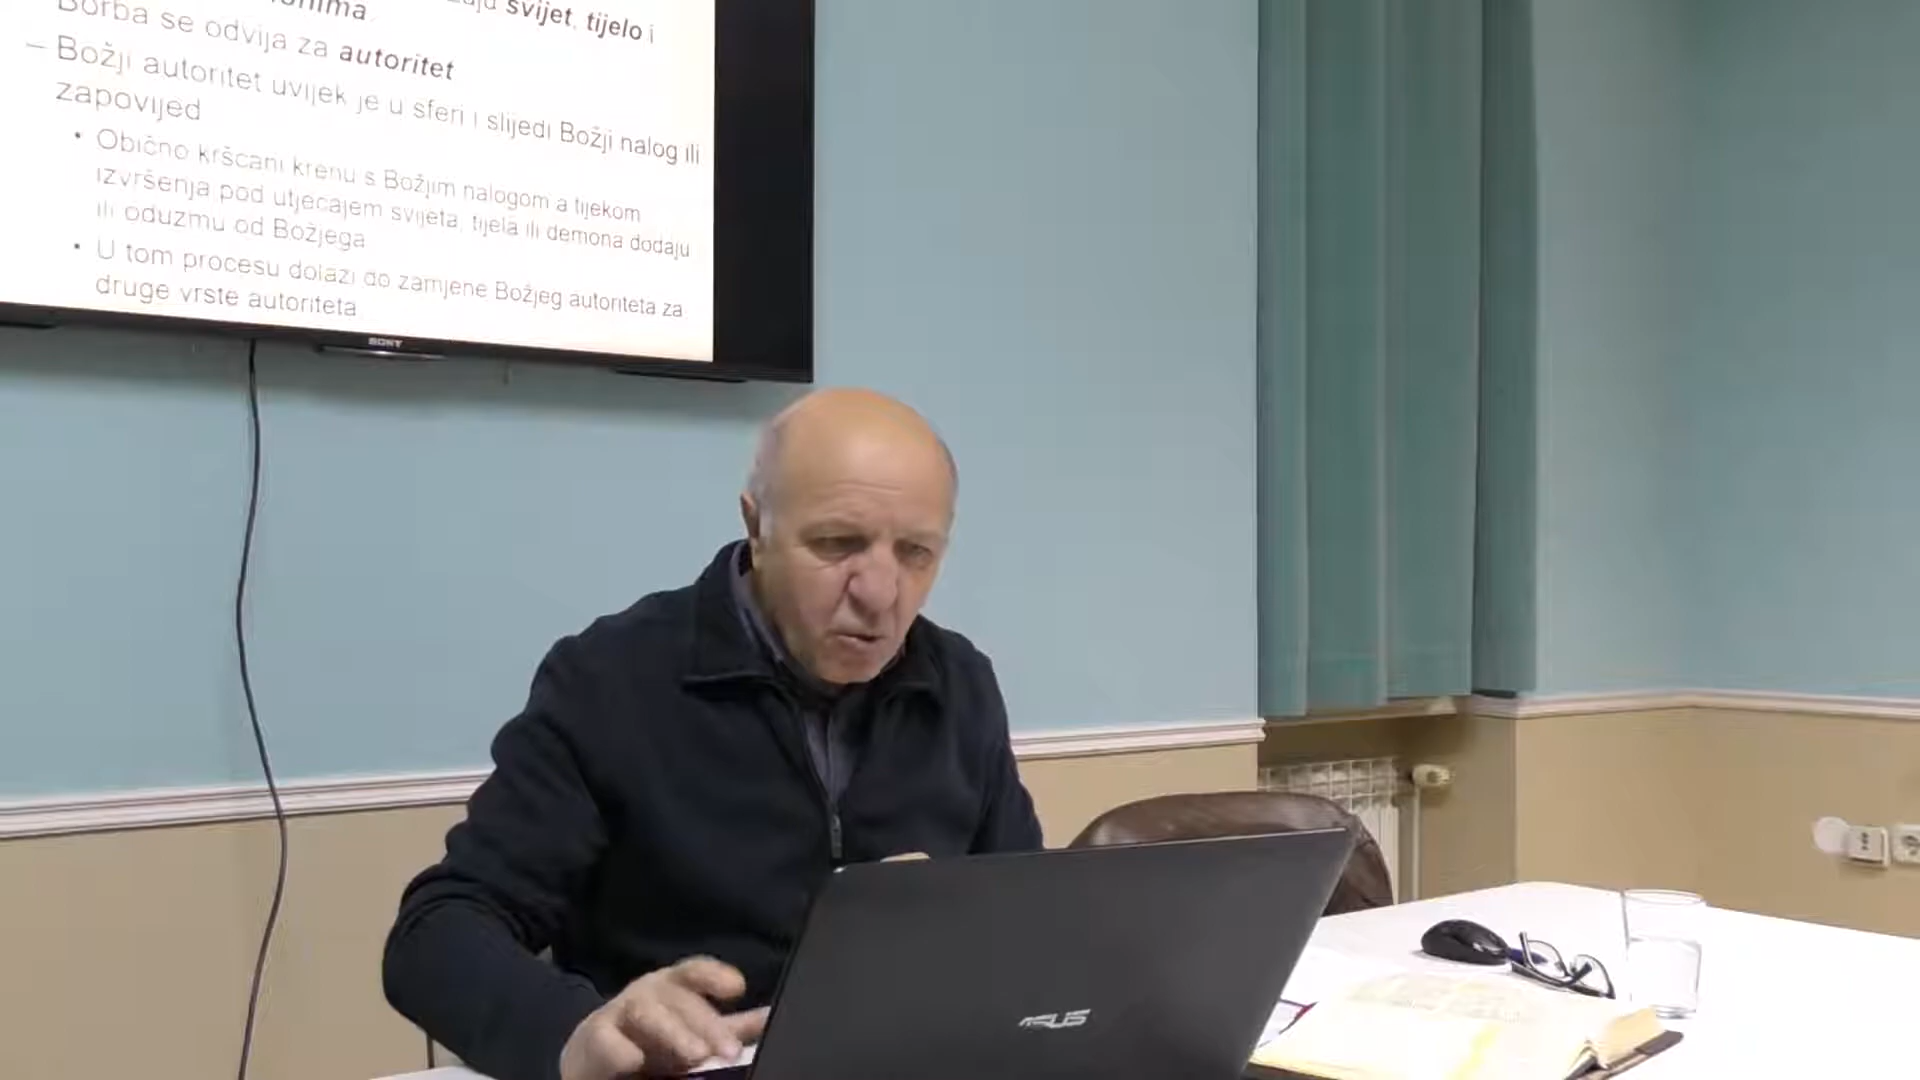 svijet, tijelo i
Borba se odvija za autoritet
– Božji autoritet uvijek je u sferi i slijedi Božji nalog ili
zapovijed
• Obično kršćani krenu s Božjim nalogom a tijekom
izvršenja pod utjecajem svijeta, tijela ili demona dodaju
ili oduzmu od Božjega
• U tom procesu dolazi do zamjene Božjeg autoriteta za
druge vrste autoriteta
SONY
ASUS